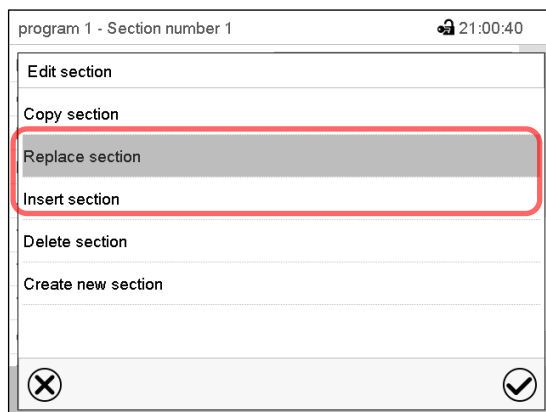 program 1 - Section number 1 21:00:40
Edit section
Copy section
Replace section
Insert section
Delete section
Create new section